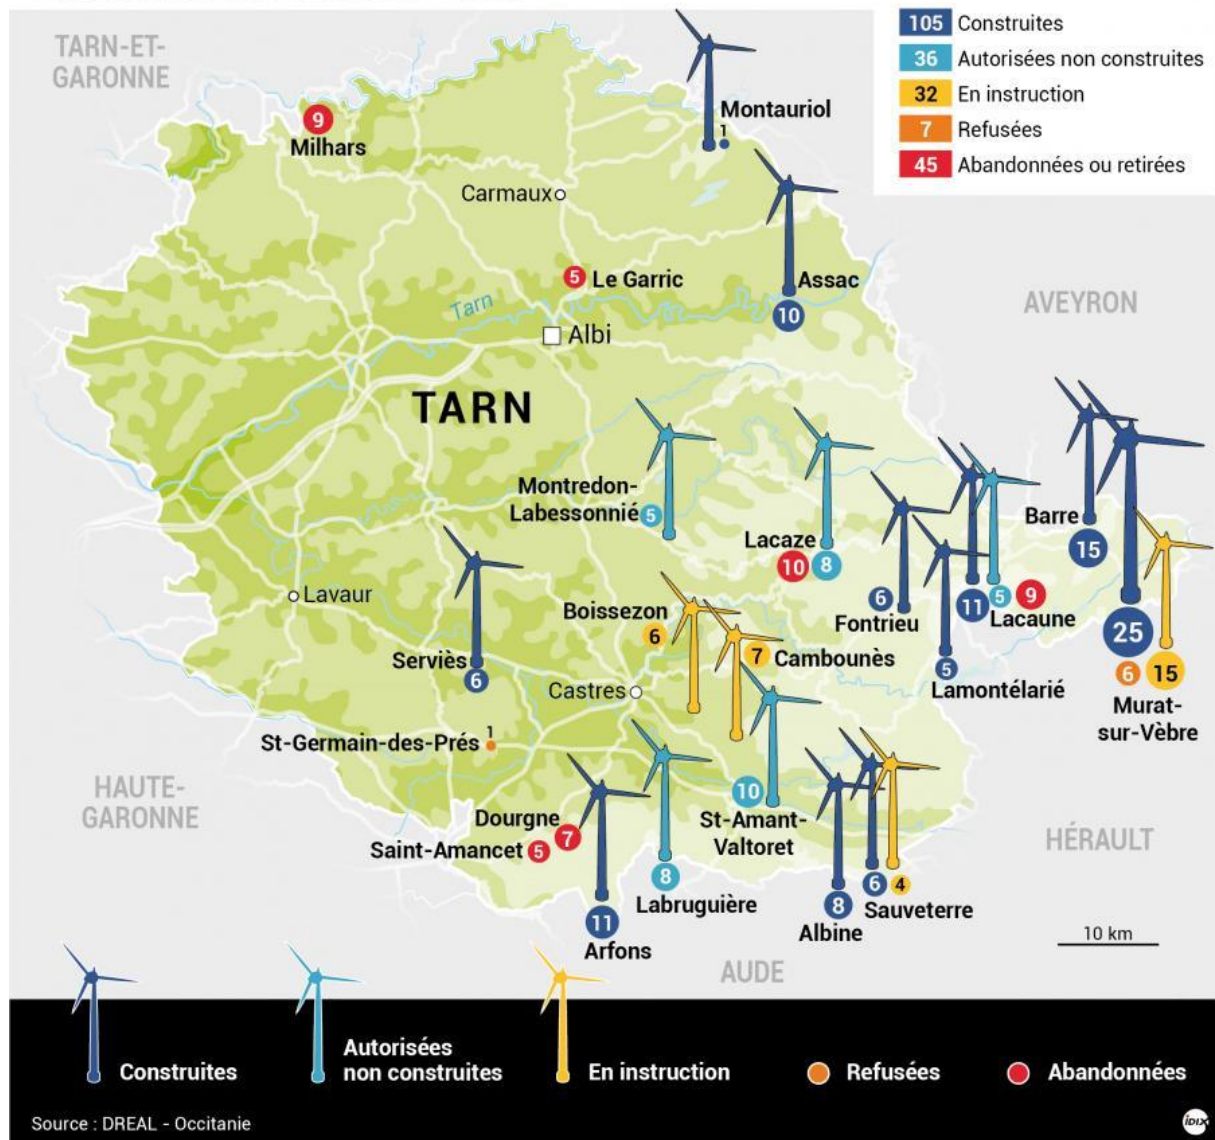 105 Construites
36 Autorisées non construites
32 En instruction
7 Refusées
45 Abandonnées ou retirées
TARN-ET-
GARONNE
9
Milhars
1
Montauriol
Carmaux
5 Le Garric
Assac
10
Tarn
Albi
AVEYRON
TARN
Montredon-
Labessonnié 5
Lacaze
10 8
Barre
15
6
Fontrieu
11 5 9
Lacaune
5
Lamontélarié
25
6 15
Murat-
sur-Vèbre
Lavaur
Boissezon
6
7 Cambounès
Serviès
6
Castres
St-Germain-des-Prés 1
HAUTE-
GARONNE
10
St-Amant-
Valtoret
Dourgne 7
Saint-Amancet 5
8
Labruguière
11
Arfons
8
Albine
6 4
Sauveterre
HÉRAULT
10 km
AUDE
Construites
Autorisées
non construites
En instruction
Refusées
Abandonnées
Source : DREAL - Occitanie
iDIX